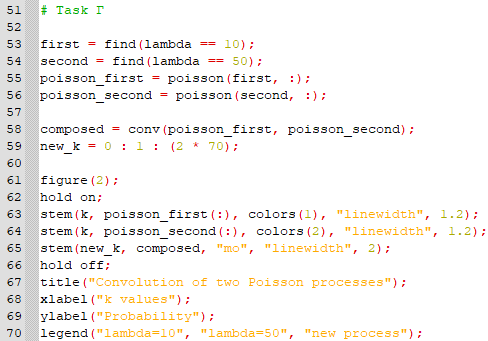 51 # Task Γ
52
53 first = find(lambda == 10);
54 second = find(lambda == 50);
55 poisson_first = poisson(first, :);
56 poisson_second = poisson(second, :);
57
58 composed = conv(poisson_first, poisson_second);
59 new_k = 0 : 1 : (2 * 70);
60
61 figure(2);
62 hold on;
63 stem(k, poisson_first(:), colors(1), "linewidth", 1.2);
64 stem(k, poisson_second(:), colors(2), "linewidth", 1.2);
65 stem(new_k, composed, "mo", "linewidth", 2);
66 hold off;
67 title("Convolution of two Poisson processes");
68 xlabel("k values");
69 ylabel("Probability");
70 legend("lambda=10", "lambda=50", "new process");